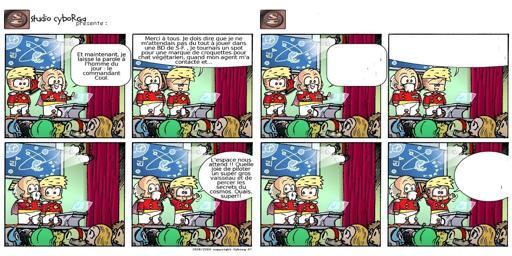 studio cyborga
présente :
Et maintenant, je
laisse la parole à
l'homme du
jour : le
commandant
Cool.
Merci à tous. Je dois dire que je
ne m'attendais pas du tout à jouer dans
une BD de S-F., je tournais un spot
pour une marque de croquettes pour
chat végétarien, quand mon agent m'a
contacté et...
L'espace nous
attend !! Quelle
joie de piloter
un super gros
vaisseau et de
percer les
secrets du
cosmos. Ouais,
super!!